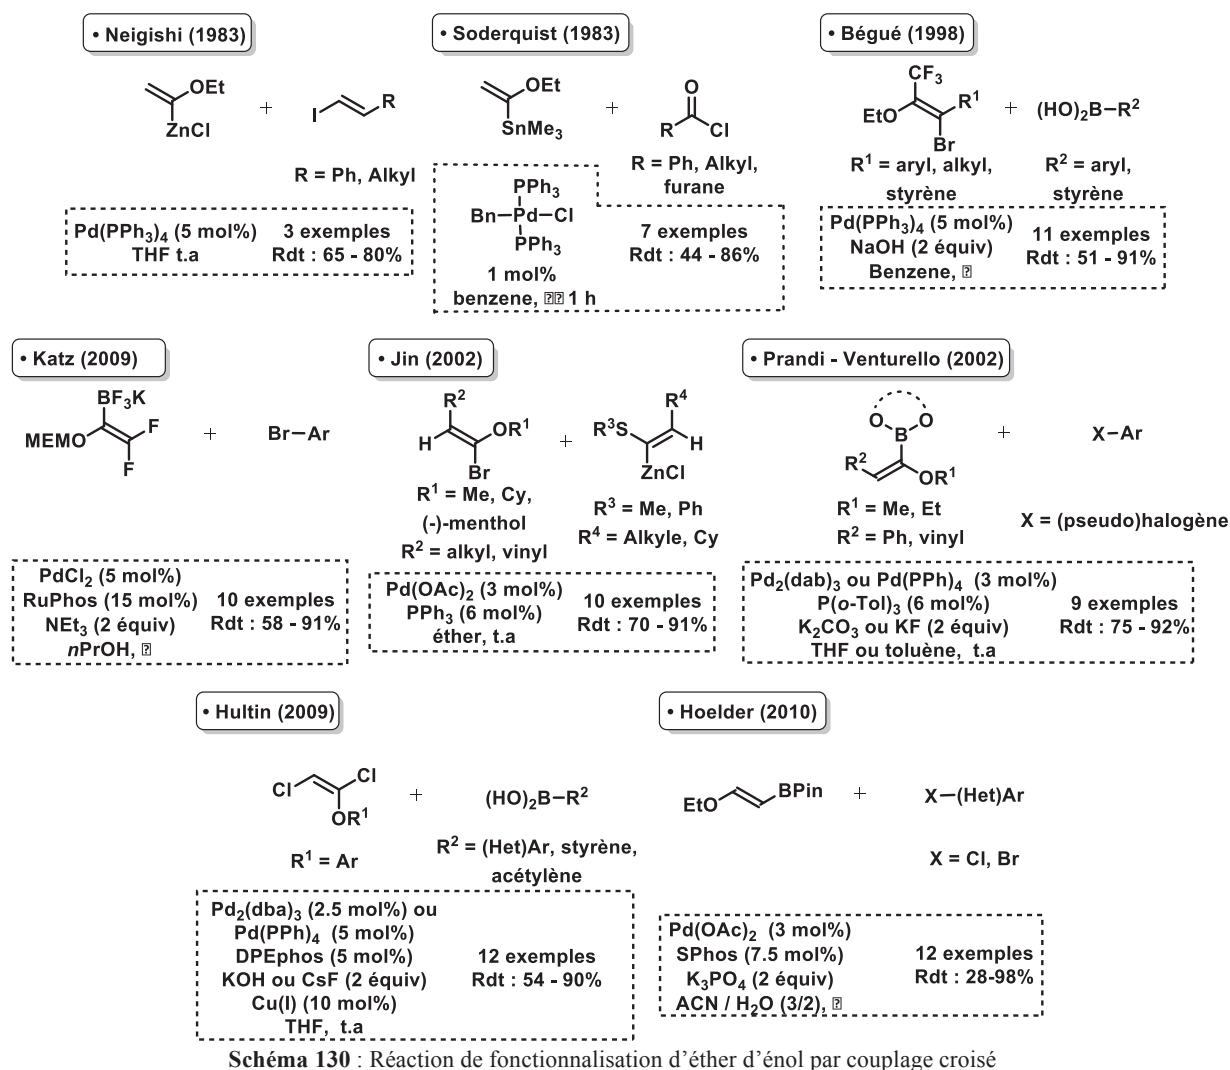 • Neigishi (1983)
OEt
ZnCl
+
I
R
R = Ph, Alkyl
Pd(PPh3)4 (5 mol%)
THF t.a
3 exemples
Rdt : 65 - 80%
• Soderquist (1983)
OEt
SnMe3
+
O
R
Cl
R = Ph, Alkyl,
furane
PPh3
Bn
Pd
Cl
PPh3
1 mol%
benzene, 1 h
7 exemples
Rdt : 44 - 86%
• Bégué (1998)
CF3
R1
EtO
Br
+
(HO)2B–R2
R1 = aryl, alkyl,
styrène
R2 = aryl,
styrène
Pd(PPh3)4 (5 mol%)
NaOH (2 équiv)
Benzene,
11 exemples
Rdt : 51 - 91%
• Katz (2009)
BF3K
MEMO
F
F
+
Br–Ar
PdCl2 (5 mol%)
RuPhos (15 mol%)
NEt3 (2 équiv)
nPrOH,
10 exemples
Rdt : 58 - 91%
• Jin (2002)
R2
H
OR1
Br
R1 = Me, Cy,
(-)-menthol
R2 = alkyl, vinyl
+
R4
R3S
H
ZnCl
R3 = Me, Ph
R4 = Alkyle, Cy
Pd(OAc)2 (3 mol%)
PPh3 (6 mol%)
éther, t.a
10 exemples
Rdt : 70 - 91%
• Prandi - Venturello (2002)
O
O
B
R2
OR1
R1 = Me, Et
R2 = Ph, vinyl
+
X–Ar
X = (pseudo)halogène
Pd2(dab)3 ou Pd(PPh)4 (3 mol%)
P(o-Tol)3 (6 mol%)
K2CO3 ou KF (2 équiv)
THF ou toluène, t.a
9 exemples
Rdt : 75 - 92%
• Hultin (2009)
Cl
Cl
OR1
R1 = Ar
+
(HO)2B–R2
R2 = (Het)Ar, styrène,
acétylène
Pd2(dba)3 (2.5 mol%) ou
Pd(PPh)4 (5 mol%)
DPEphos (5 mol%)
KOH ou CsF (2 équiv)
Cu(I) (10 mol%)
THF, t.a
12 exemples
Rdt : 54 - 90%
• Hoelder (2010)
EtO
BPin
+
X–(Het)Ar
X = Cl, Br
Pd(OAc)2 (3 mol%)
SPhos (7.5 mol%)
K3PO4 (2 équiv)
ACN / H2O (3/2),
12 exemples
Rdt : 28-98%
Schéma 130 : Réaction de fonctionnalisation d'éther d'énol par couplage croisé